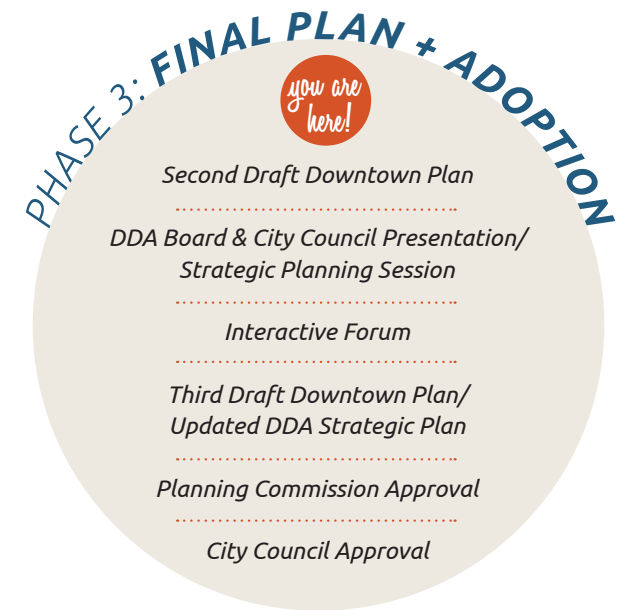 PHASE 3: FINAL PLAN + ADOPTION
you are
here!
Second Draft Downtown Plan
DDA Board & City Council Presentation/
Strategic Planning Session
Interactive Forum
Third Draft Downtown Plan/
Updated DDA Strategic Plan
Planning Commission Approval
City Council Approval